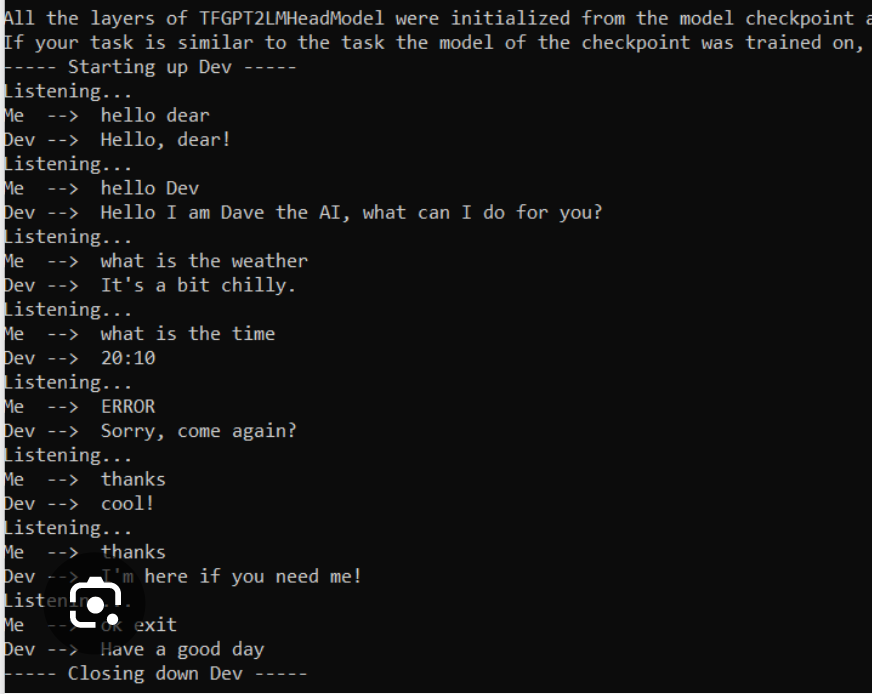 All the layers of TFGPT2LMHeadModel were initialized from the model checkpoint a
If your task is similar to the task the model of the checkpoint was trained on,
----- Starting up Dev -----
Listening...
Me --> hello dear
Dev --> Hello, dear!
Listening...
Me --> hello Dev
Dev --> Hello I am Dave the AI, what can I do for you?
Listening...
Me --> what is the weather
Dev --> It's a bit chilly.
Listening...
Me --> what is the time
Dev --> 20:10
Listening...
Me --> ERROR
Dev --> Sorry, come again?
Listening...
Me --> thanks
Dev --> cool!
Listening...
Me --> thanks
Dev --> I'm here if you need me!
Listening...
Me --> ok exit
Dev --> Have a good day
----- Closing down Dev -----